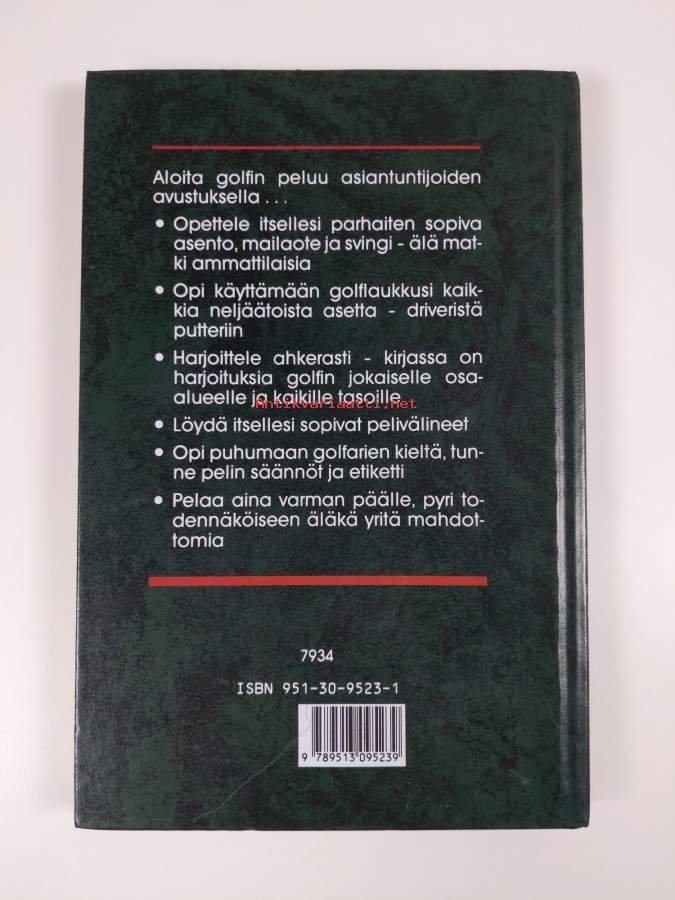 Aloita golfin peluu asiantuntijoiden
avustuksella . . .
• Opettele itsellesi parhaiten sopiva
asento, mailaote ja svingi - älä mat-
ki ammattilaisia
• Opi käyttämään golflaukkusi kaik-
kia neljäätoista asetta - driveristä
putteriin
• Harjoittele ahkerasti - kirjassa on
harjoituksia golfin jokaiselle osa-
alueelle ja kaikille tasoille
Antikvariaatti.net
• Löydä itsellesi sopivat pelivälineet
• Opi puhumaan golfarien kieltä, tun-
ne pelin säännöt ja etiketti
• Pelaa aina varman päälle, pyri to-
dennäköiseen äläkä yritä mahdot-
tomia
7934
ISBN 951-30-9523-1
9 789513 095239